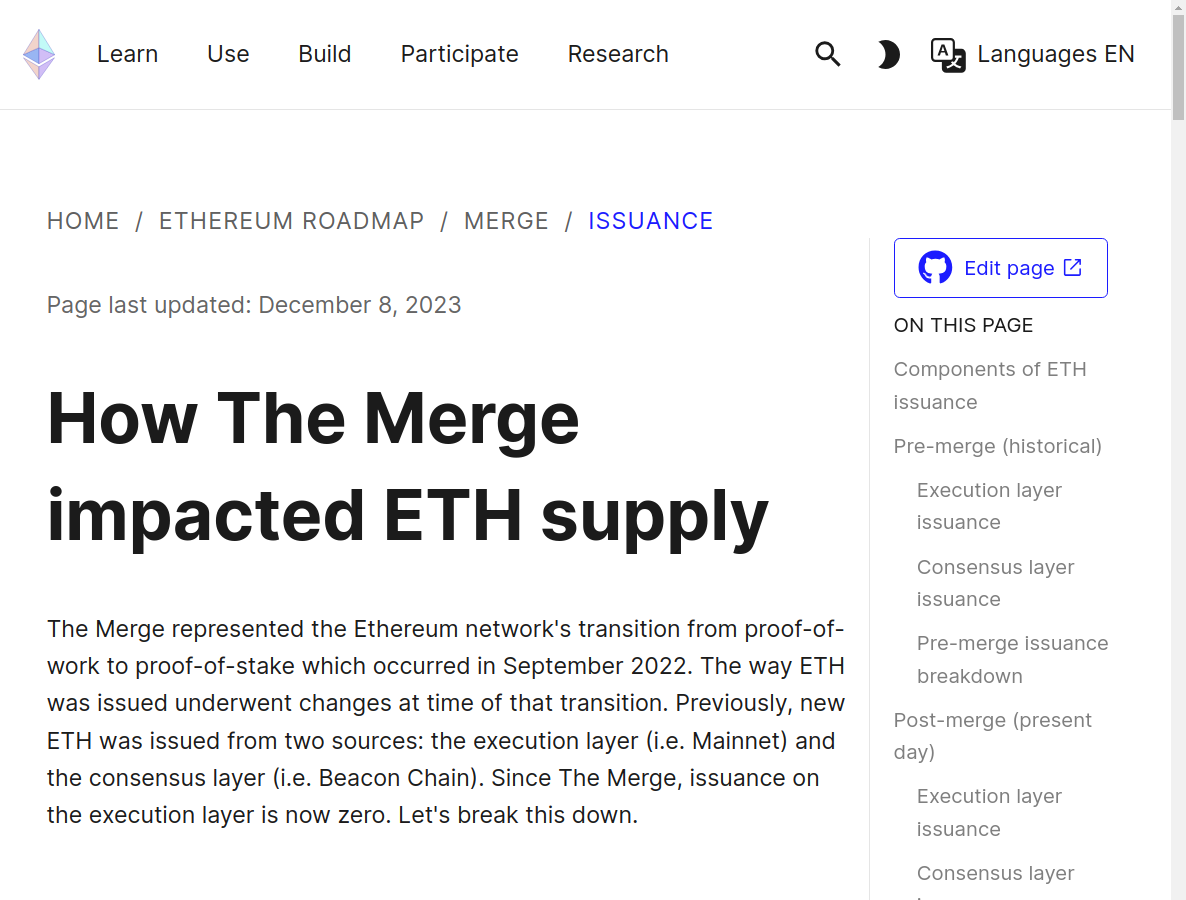 Learn Use Build Participate Research Languages EN
HOME / ETHEREUM ROADMAP / MERGE / ISSUANCE
Page last updated: December 8, 2023
How The Merge
impacted ETH supply
The Merge represented the Ethereum network's transition from proof-of-
work to proof-of-stake which occurred in September 2022. The way ETH
was issued underwent changes at time of that transition. Previously, new
ETH was issued from two sources: the execution layer (i.e. Mainnet) and
the consensus layer (i.e. Beacon Chain). Since The Merge, issuance on
the execution layer is now zero. Let's break this down.
Edit page
ON THIS PAGE
Components of ETH
issuance
Pre-merge (historical)
Execution layer
issuance
Consensus layer
issuance
Pre-merge issuance
breakdown
Post-merge (present
day)
Execution layer
issuance
Consensus layer